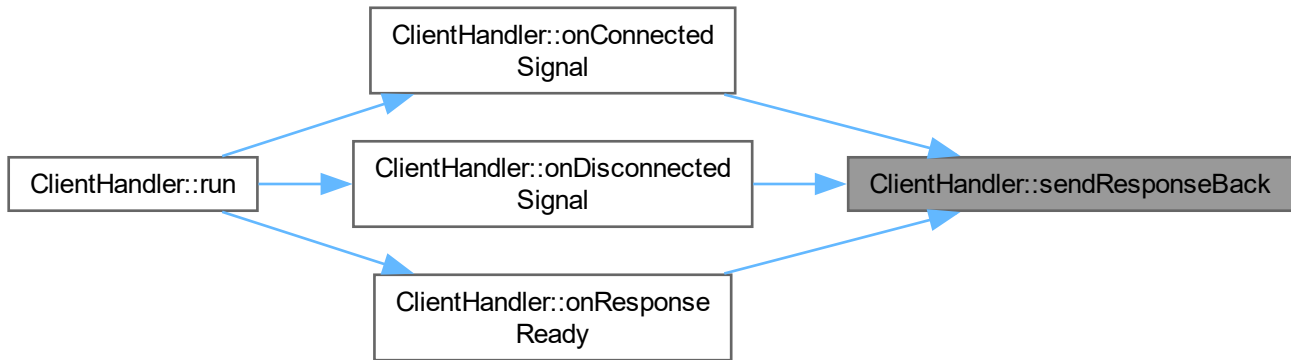 ClientHandler::onConnected
Signal
ClientHandler::run
ClientHandler::onDisconnected
Signal
ClientHandler::sendResponseBack
ClientHandler::onResponse
Ready